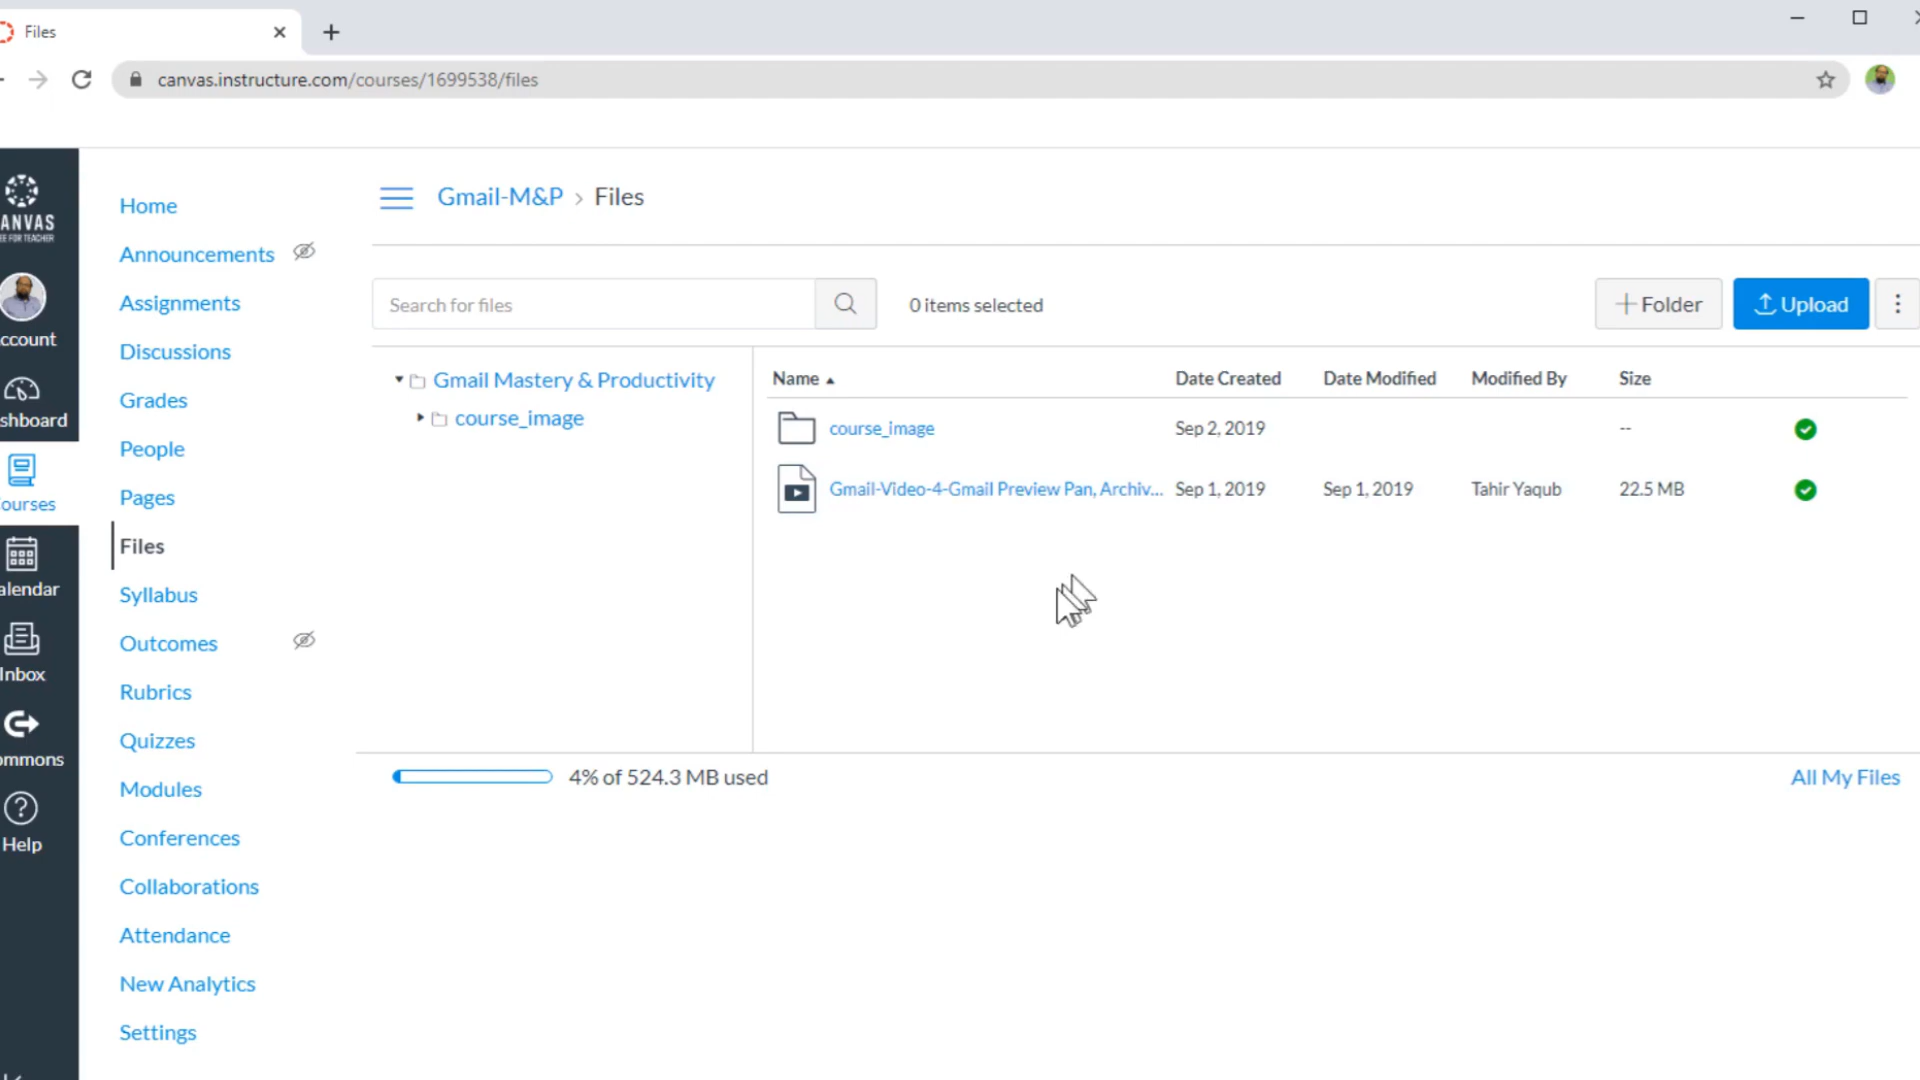 Files
canvas.instructure.com/courses/1699538/files
ANVAS
EE FOR TEACHER
ccount
shboard
ourses
alendar
Inbox
ommons
Help
Home
Announcements
Assignments
Discussions
Grades
People
Pages
Files
Syllabus
Outcomes
Rubrics
Quizzes
Modules
Conferences
Collaborations
Attendance
New Analytics
Settings
Gmail-M&P › Files
Search for files
0 items selected
+ Folder
Upload
Gmail Mastery & Productivity
course_image
Name Date Created Date Modified Modified By Size
course_image Sep 2, 2019 --
Gmail-Video-4-Gmail Preview Pan, Archiv... Sep 1, 2019 Sep 1, 2019 Tahir Yaqub 22.5 MB
4% of 524.3 MB used
All My Files